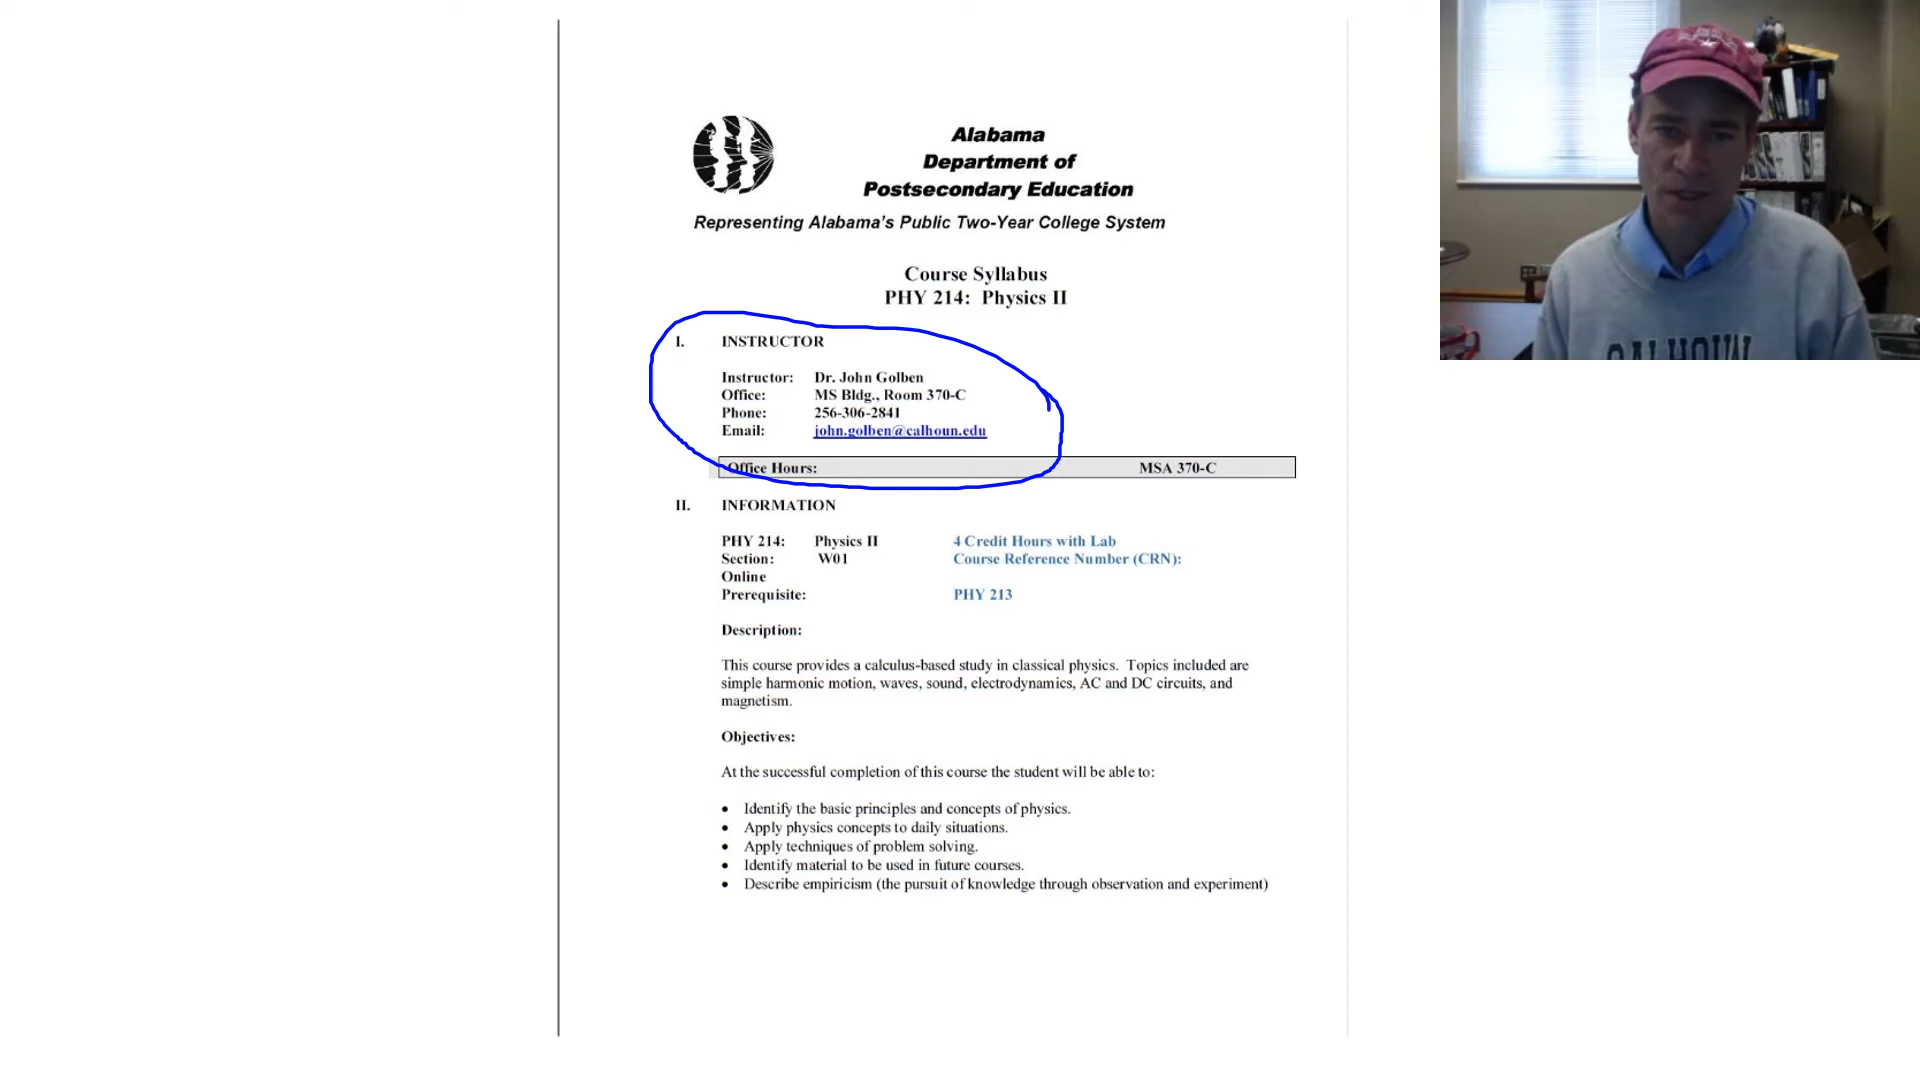 Alabama
Department of
Postsecondary Education
Representing Alabama's Public Two-Year College System
Course Syllabus
PHY 214: Physics II
I. INSTRUCTOR
Instructor: Dr. John Golben
Office: MS Bldg., Room 370-C
Phone: 256-306-2841
Email: john.golben@calhoun.edu
Office Hours: MSA 370-C
II. INFORMATION
PHY 214: Physics II 4 Credit Hours with Lab
Section: W01 Course Reference Number (CRN):
Online
Prerequisite: PHY 213
Description:
This course provides a calculus-based study in classical physics. Topics included are
simple harmonic motion, waves, sound, electrodynamics, AC and DC circuits, and
magnetism.
Objectives:
At the successful completion of this course the student will be able to:
• Identify the basic principles and concepts of physics.
• Apply physics concepts to daily situations.
• Apply techniques of problem solving.
• Identify material to be used in future courses.
• Describe empiricism (the pursuit of knowledge through observation and experiment)
CALHOUN